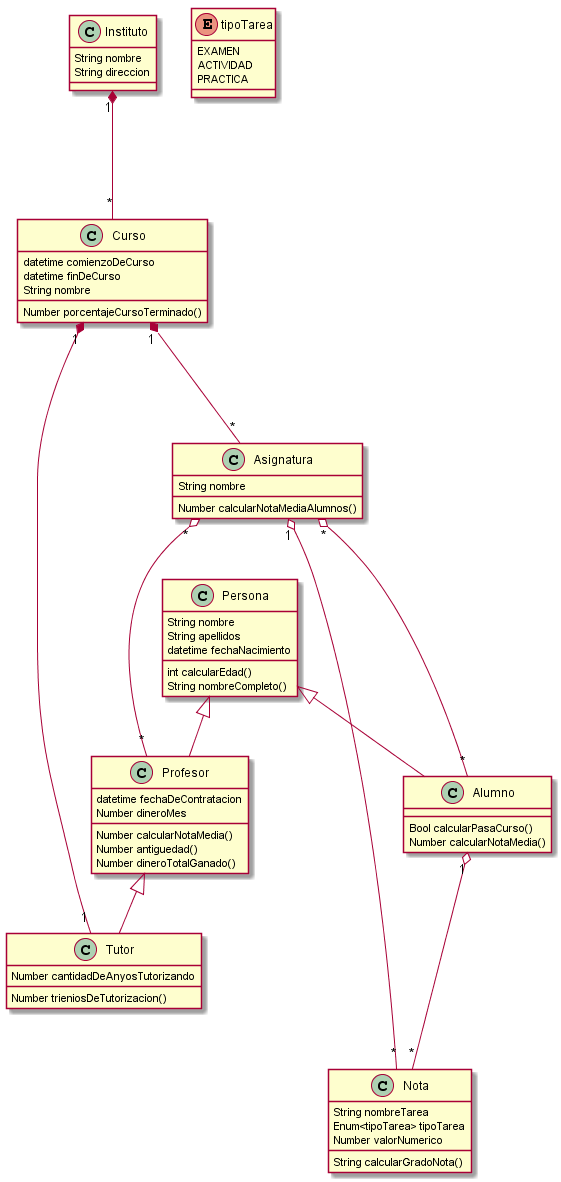 C Instituto
String nombre
String direccion
E tipoTarea
EXAMEN
ACTIVIDAD
PRACTICA
1
*
C Curso
datetime comienzoDeCurso
datetime finDeCurso
String nombre
Number porcentajeCursoTerminado()
1
1
*
C Asignatura
String nombre
Number calcularNotaMediaAlumnos()
*
1
*
C Persona
String nombre
String apellidos
datetime fechaNacimiento
int calcularEdad()
String nombreCompleto()
*
*
C Profesor
datetime fechaDeContratacion
Number dineroMes
Number calcularNotaMedia()
Number antiguedad()
Number dineroTotalGanado()
C Alumno
Bool calcularPasaCurso()
Number calcularNotaMedia()
1
1
C Tutor
Number cantidadDeAnyosTutorizando
Number trieniosDeTutorizacion()
*
*
C Nota
String nombreTarea
Enum<tipoTarea> tipoTarea
Number valorNumerico
String calcularGradoNota()